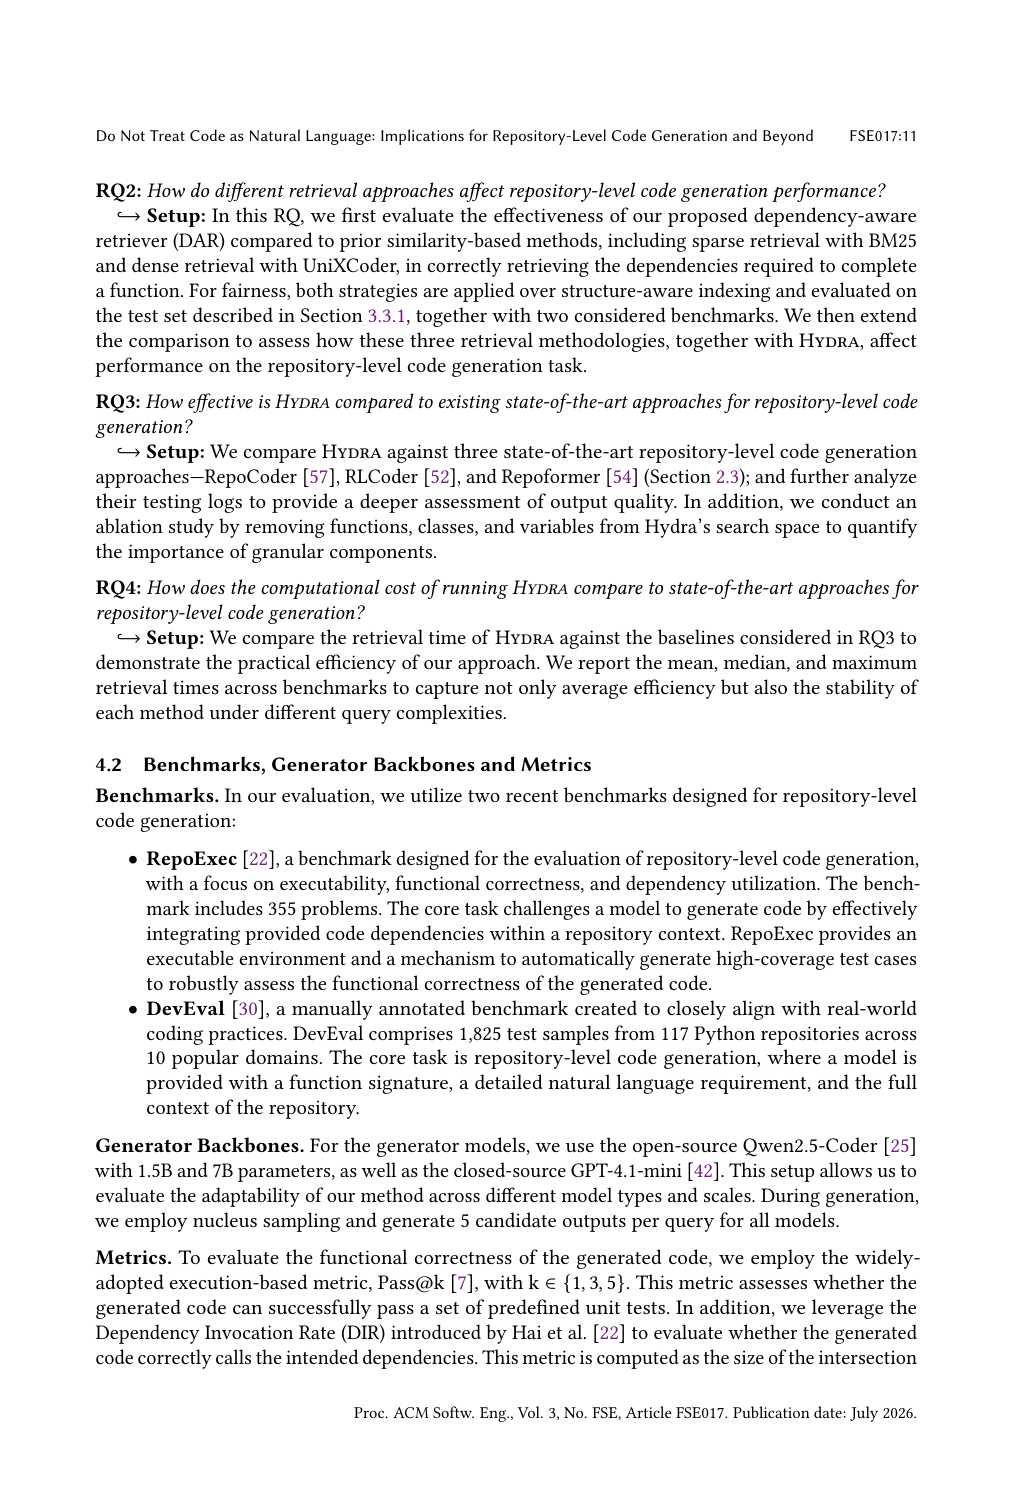 Do Not Treat Code as Natural Language: Implications for Repository-Level Code Generation and Beyond FSE017:11
RQ2: How do different retrieval approaches affect repository-level code generation performance?
↪ Setup: In this RQ, we first evaluate the effectiveness of our proposed dependency-aware
retriever (DAR) compared to prior similarity-based methods, including sparse retrieval with BM25
and dense retrieval with UniXCoder, in correctly retrieving the dependencies required to complete
a function. For fairness, both strategies are applied over structure-aware indexing and evaluated on
the test set described in Section 3.3.1, together with two considered benchmarks. We then extend
the comparison to assess how these three retrieval methodologies, together with Hydra, affect
performance on the repository-level code generation task.
RQ3: How effective is Hydra compared to existing state-of-the-art approaches for repository-level code
generation?
↪ Setup: We compare Hydra against three state-of-the-art repository-level code generation
approaches—RepoCoder [57], RLCoder [52], and Repoformer [54] (Section 2.3); and further analyze
their testing logs to provide a deeper assessment of output quality. In addition, we conduct an
ablation study by removing functions, classes, and variables from Hydra's search space to quantify
the importance of granular components.
RQ4: How does the computational cost of running Hydra compare to state-of-the-art approaches for
repository-level code generation?
↪ Setup: We compare the retrieval time of Hydra against the baselines considered in RQ3 to
demonstrate the practical efficiency of our approach. We report the mean, median, and maximum
retrieval times across benchmarks to capture not only average efficiency but also the stability of
each method under different query complexities.
4.2 Benchmarks, Generator Backbones and Metrics
Benchmarks. In our evaluation, we utilize two recent benchmarks designed for repository-level
code generation:
• RepoExec [22], a benchmark designed for the evaluation of repository-level code generation,
with a focus on executability, functional correctness, and dependency utilization. The bench-
mark includes 355 problems. The core task challenges a model to generate code by effectively
integrating provided code dependencies within a repository context. RepoExec provides an
executable environment and a mechanism to automatically generate high-coverage test cases
to robustly assess the functional correctness of the generated code.
• DevEval [30], a manually annotated benchmark created to closely align with real-world
coding practices. DevEval comprises 1,825 test samples from 117 Python repositories across
10 popular domains. The core task is repository-level code generation, where a model is
provided with a function signature, a detailed natural language requirement, and the full
context of the repository.
Generator Backbones. For the generator models, we use the open-source Qwen2.5-Coder [25]
with 1.5B and 7B parameters, as well as the closed-source GPT-4.1-mini [42]. This setup allows us to
evaluate the adaptability of our method across different model types and scales. During generation,
we employ nucleus sampling and generate 5 candidate outputs per query for all models.
Metrics. To evaluate the functional correctness of the generated code, we employ the widely-
adopted execution-based metric, Pass@k [7], with k ∈ {1, 3, 5}. This metric assesses whether the
generated code can successfully pass a set of predefined unit tests. In addition, we leverage the
Dependency Invocation Rate (DIR) introduced by Hai et al. [22] to evaluate whether the generated
code correctly calls the intended dependencies. This metric is computed as the size of the intersection
Proc. ACM Softw. Eng., Vol. 3, No. FSE, Article FSE017. Publication date: July 2026.